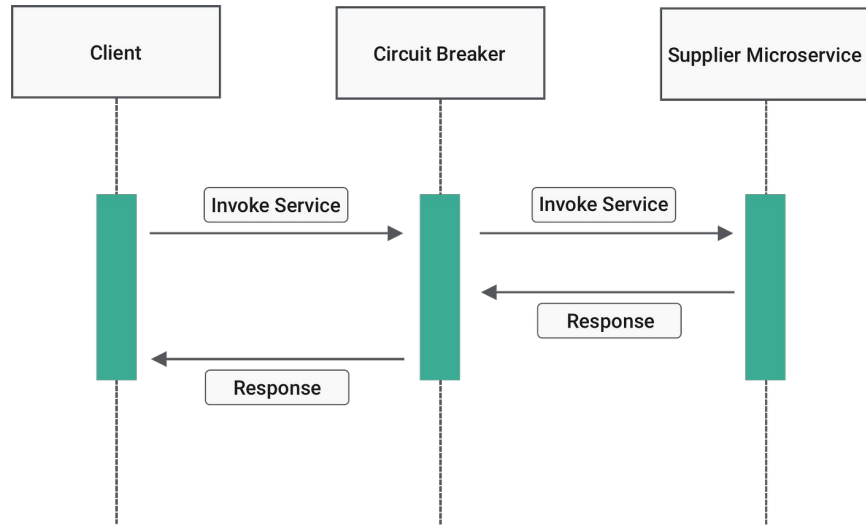 Client
Circuit Breaker
Supplier Microservice
Invoke Service
Invoke Service
Response
Response